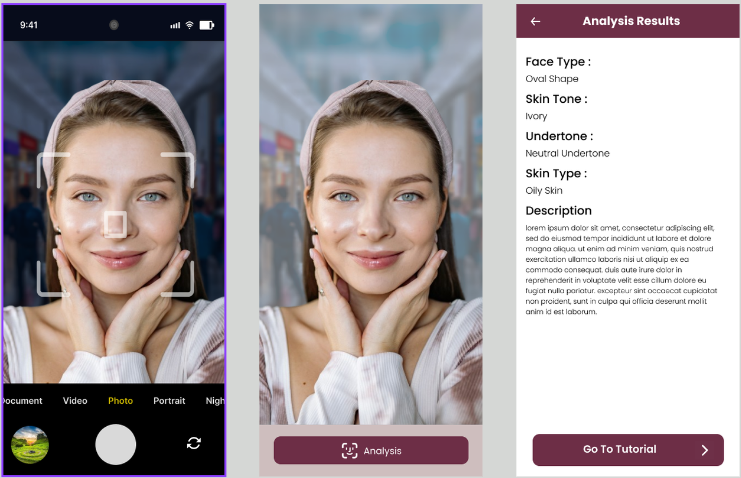 9:41
Document Video Photo Portrait Nigh
Analysis
Analysis Results
Face Type :
Oval Shape
Skin Tone :
Ivory
Undertone :
Neutral Undertone
Skin Type :
Oily Skin
Description
lorem ipsum dolor sit amet, consectetur adipiscing elit,
sed do eiusmod tempor incididunt ut labore et dolore
magna aliqua. ut enim ad minim veniam, quis nostrud
exercitation ullamco laboris nisi ut aliquip ex ea
commodo consequat. duis aute irure dolor in
reprehenderit in voluptate velit esse cillum dolore eu
fugiat nulla pariatur. excepteur sint occaecat cupidatat
non proident, sunt in culpa qui officia deserunt mollit
anim id est laborum.
Go To Tutorial